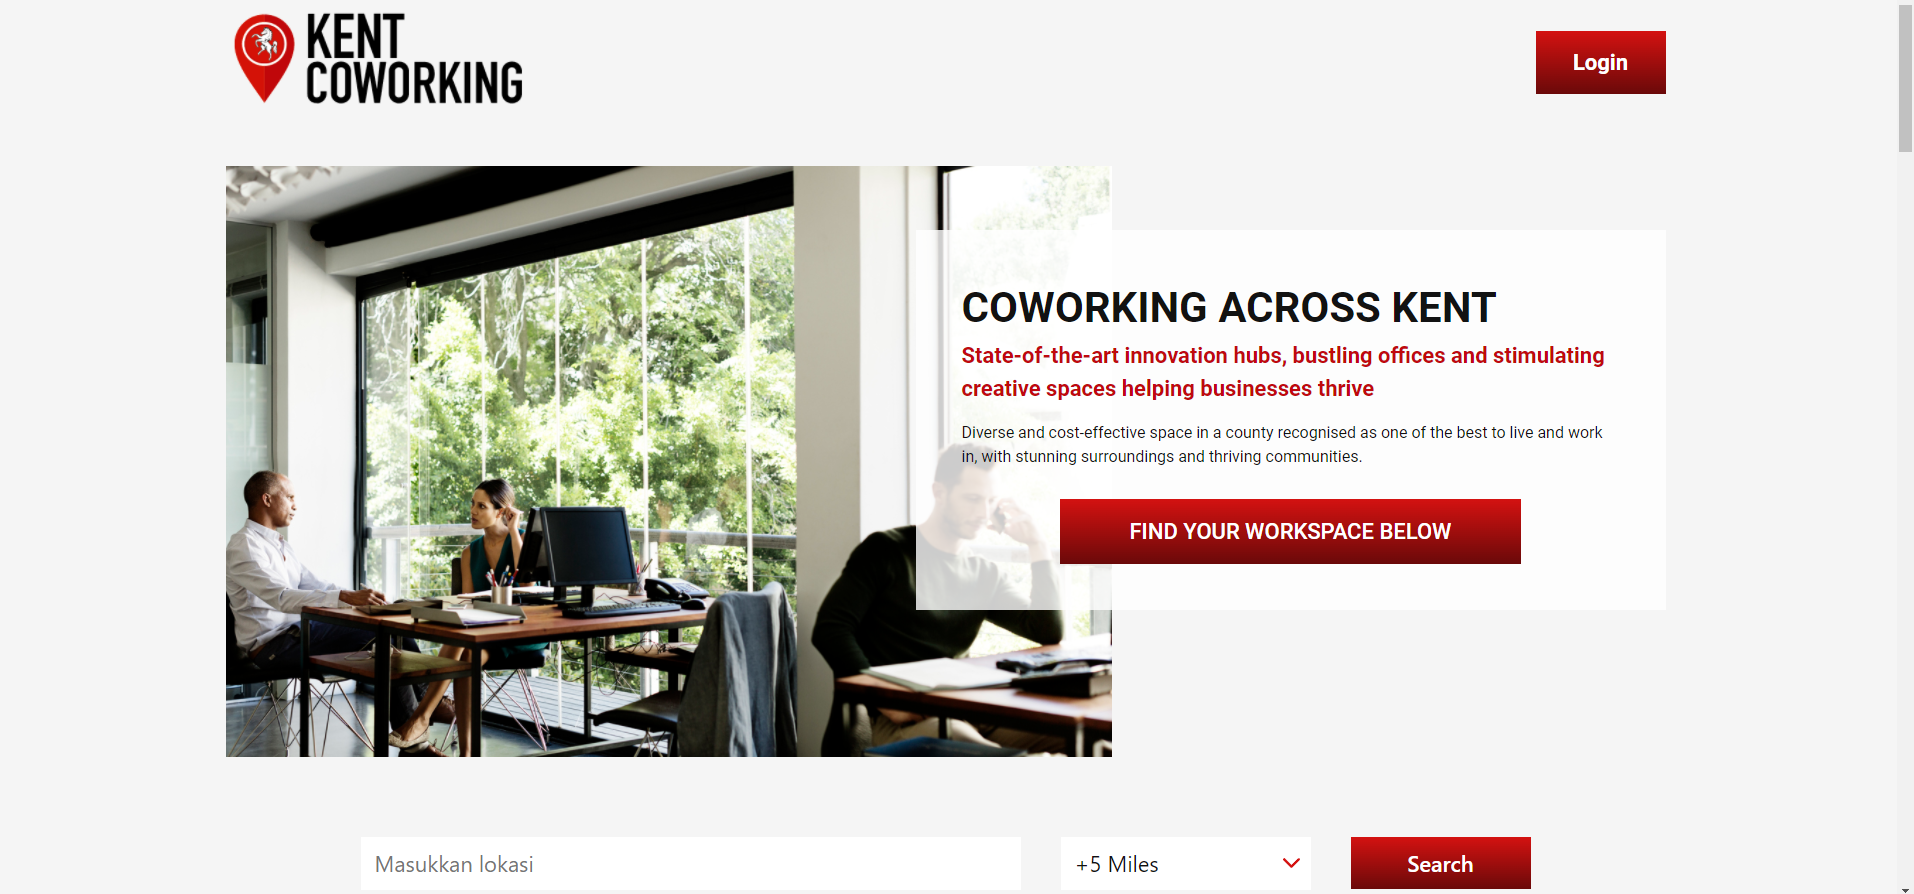 KENT
COWORKING
Login
COWORKING ACROSS KENT
State-of-the-art innovation hubs, bustling offices and stimulating
creative spaces helping businesses thrive
Diverse and cost-effective space in a county recognised as one of the best to live and work
in, with stunning surroundings and thriving communities.
FIND YOUR WORKSPACE BELOW
Masukkan lokasi
+5 Miles
Search